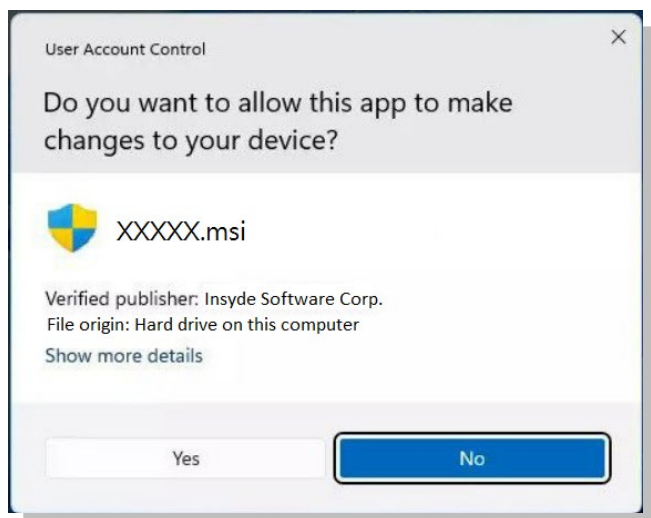 User Account Control
Do you want to allow this app to make
changes to your device?
XXXXX.msi
Verified publisher: Insyde Software Corp.
File origin: Hard drive on this computer
Show more details
Yes
No